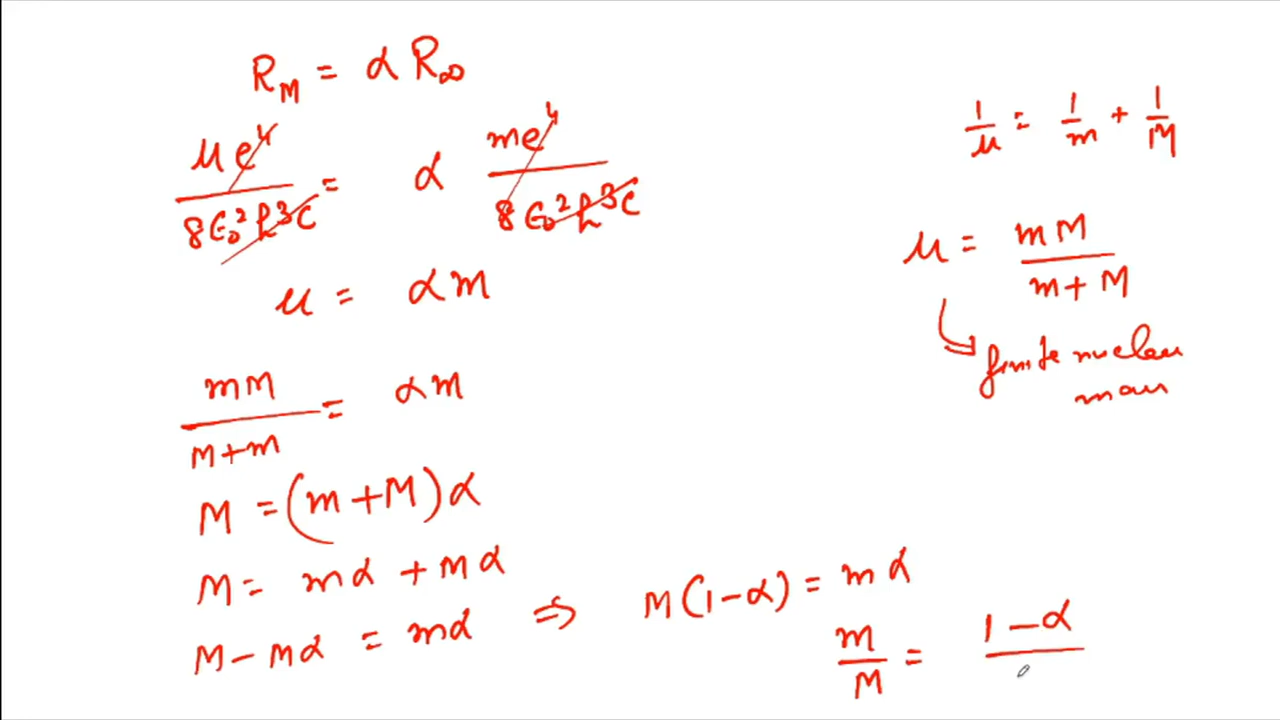 R_M = α R_∞
μe⁴/8ε₀²h³c = α me⁴/8ε₀²h³c
μ = αm
mM/M+m = αm
M = (m+M)α
M = mα + Mα
M - Mα = mα ⇒ M(1-α) = mα
m/M = 1-α/
1/μ = 1/m + 1/M
μ = mM/m+M
finite nuclear
mass